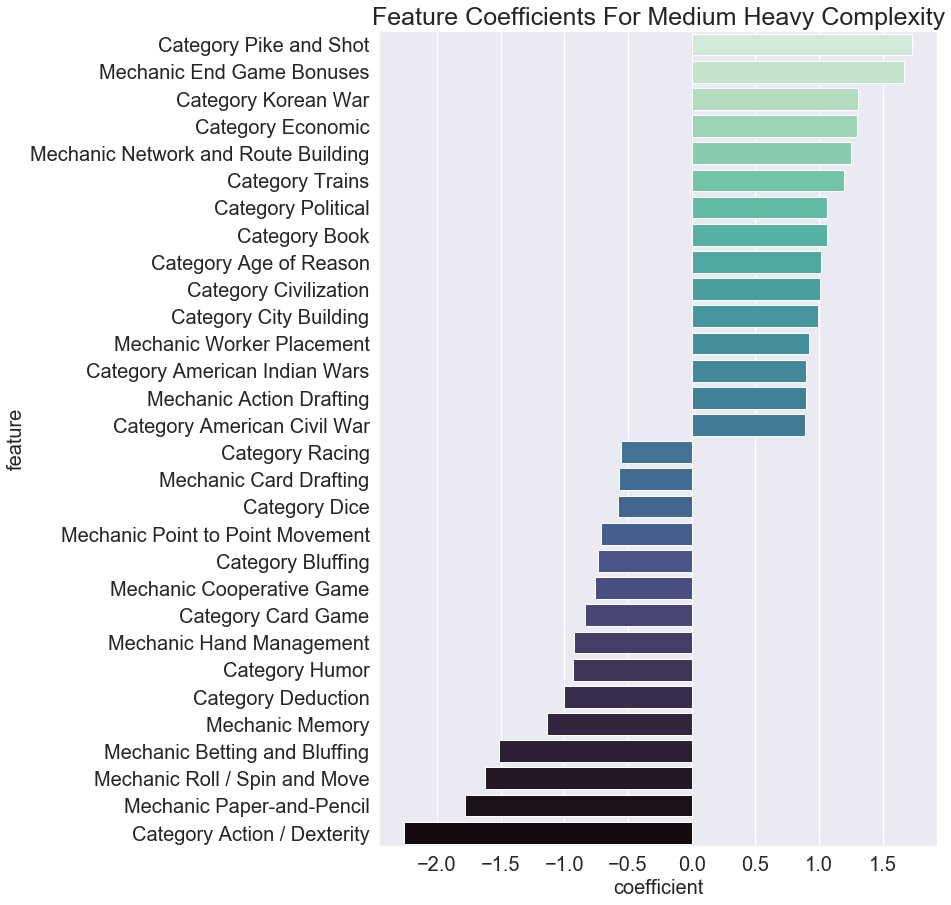 Feature Coefficients For Medium Heavy Complexity
Category Pike and Shot
Mechanic End Game Bonuses
Category Korean War
Category Economic
Mechanic Network and Route Building
Category Trains
Category Political
Category Book
Category Age of Reason
Category Civilization
Category City Building
Mechanic Worker Placement
Category American Indian Wars
Mechanic Action Drafting
Category American Civil War
Category Racing
Mechanic Card Drafting
Category Dice
Mechanic Point to Point Movement
Category Bluffing
Mechanic Cooperative Game
Category Card Game
Mechanic Hand Management
Category Humor
Category Deduction
Mechanic Memory
Mechanic Betting and Bluffing
Mechanic Roll / Spin and Move
Mechanic Paper-and-Pencil
Category Action / Dexterity
feature
−2.0 −1.5 −1.0 −0.5 0.0 0.5 1.0 1.5
coefficient